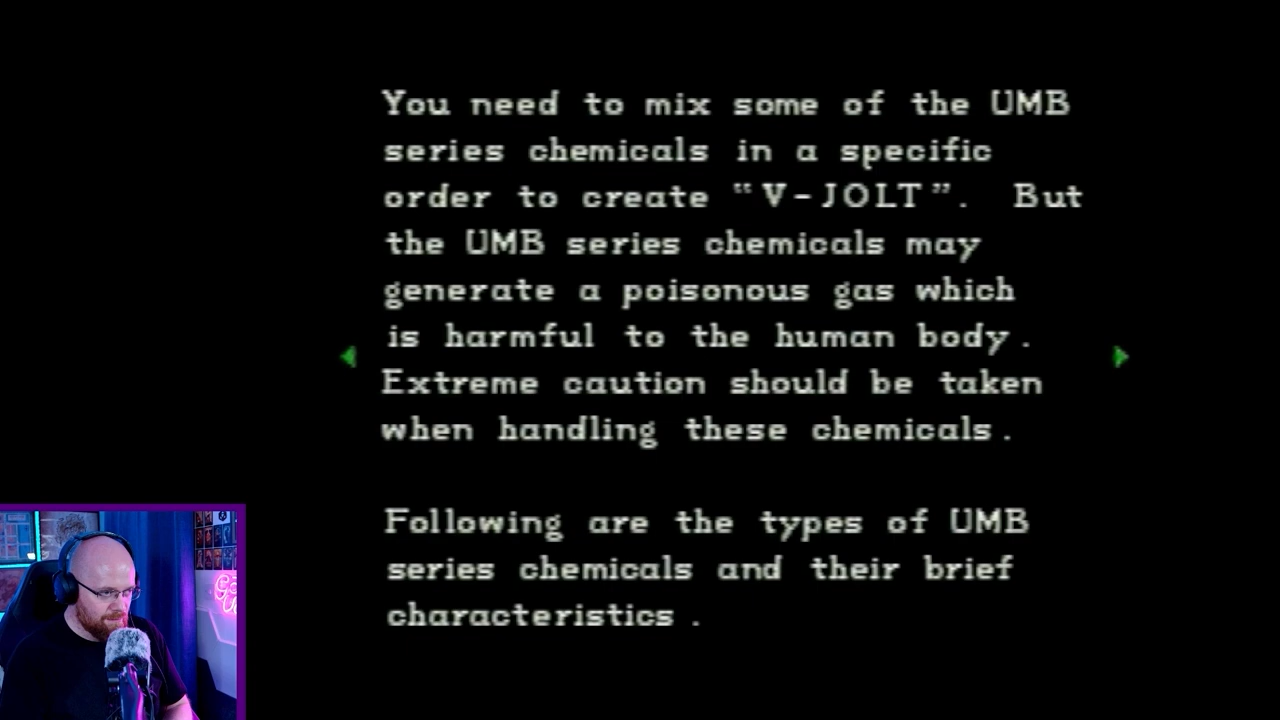 You need to mix some of the UMB
series chemicals in a specific
order to create “V-JOLT”. But
the UMB series chemicals may
generate a poisonous gas which
is harmful to the human body.
Extreme caution should be taken
when handling these chemicals.
Following are the types of UMB
series chemicals and their brief
characteristics.